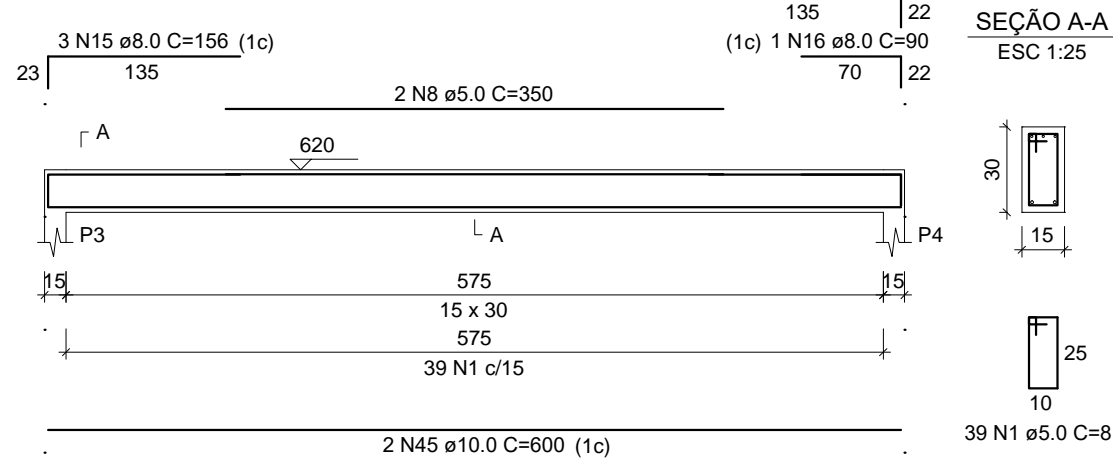 135
22
SEÇÃO A-A
ESC 1:25
3 N15 ø8.0 C=156 (1c)
(1c) 1 N16 ø8.0 C=90
23
135
70
22
2 N8 ø5.0 C=350
A
620
30
P3
A
P4
15
15
575
15
15 x 30
575
39 N1 c/15
25
10
39 N1 ø5.0 C=8
2 N45 ø10.0 C=600 (1c)